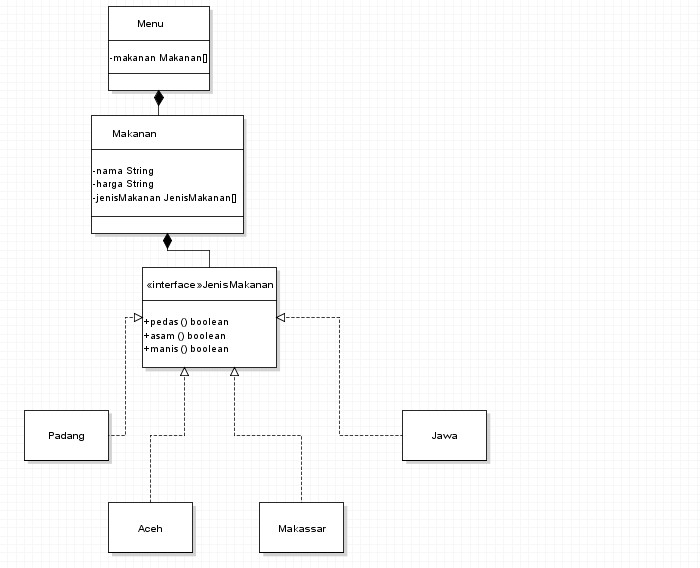 Menu
-makanan Makanan[]
Makanan
-nama String
-harga String
-jenisMakanan JenisMakanan[]
«interface»JenisMakanan
+pedas () boolean
+asam () boolean
+manis () boolean
Padang
Jawa
Aceh
Makassar